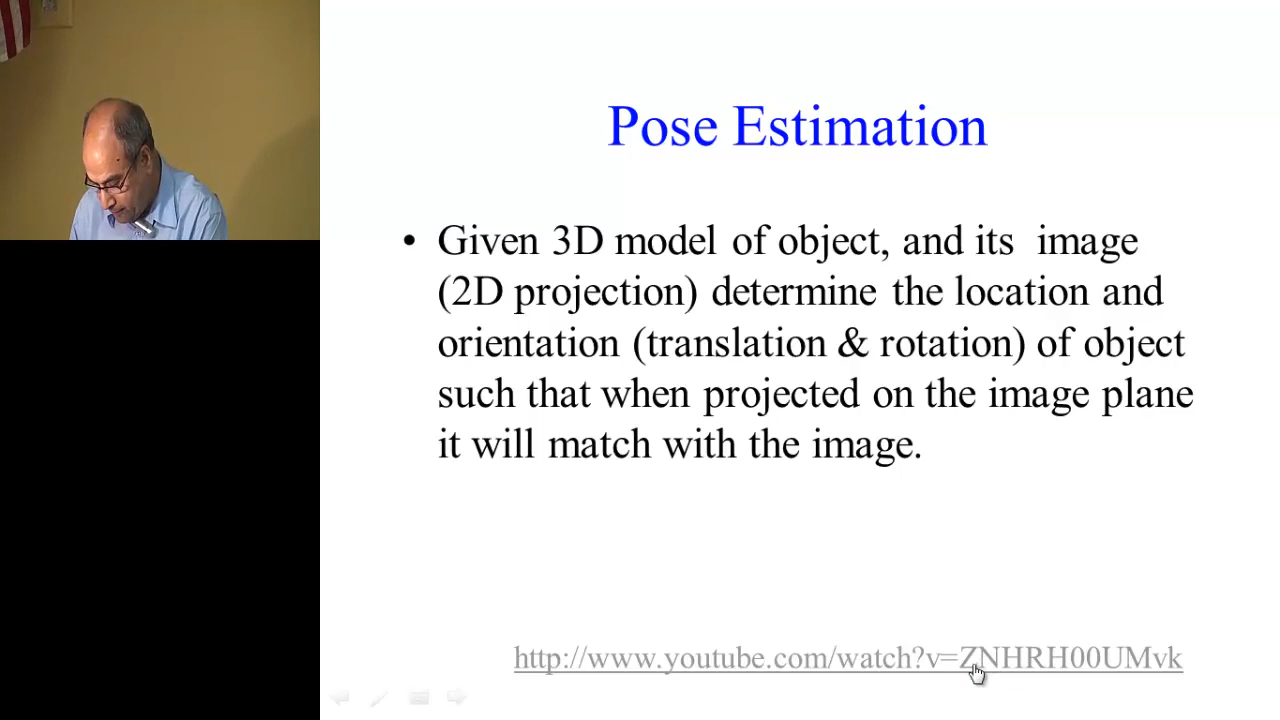 Pose Estimation
• Given 3D model of object, and its image
(2D projection) determine the location and
orientation (translation & rotation) of object
such that when projected on the image plane
it will match with the image.
http://www.youtube.com/watch?v=ZNHRH00UMvk